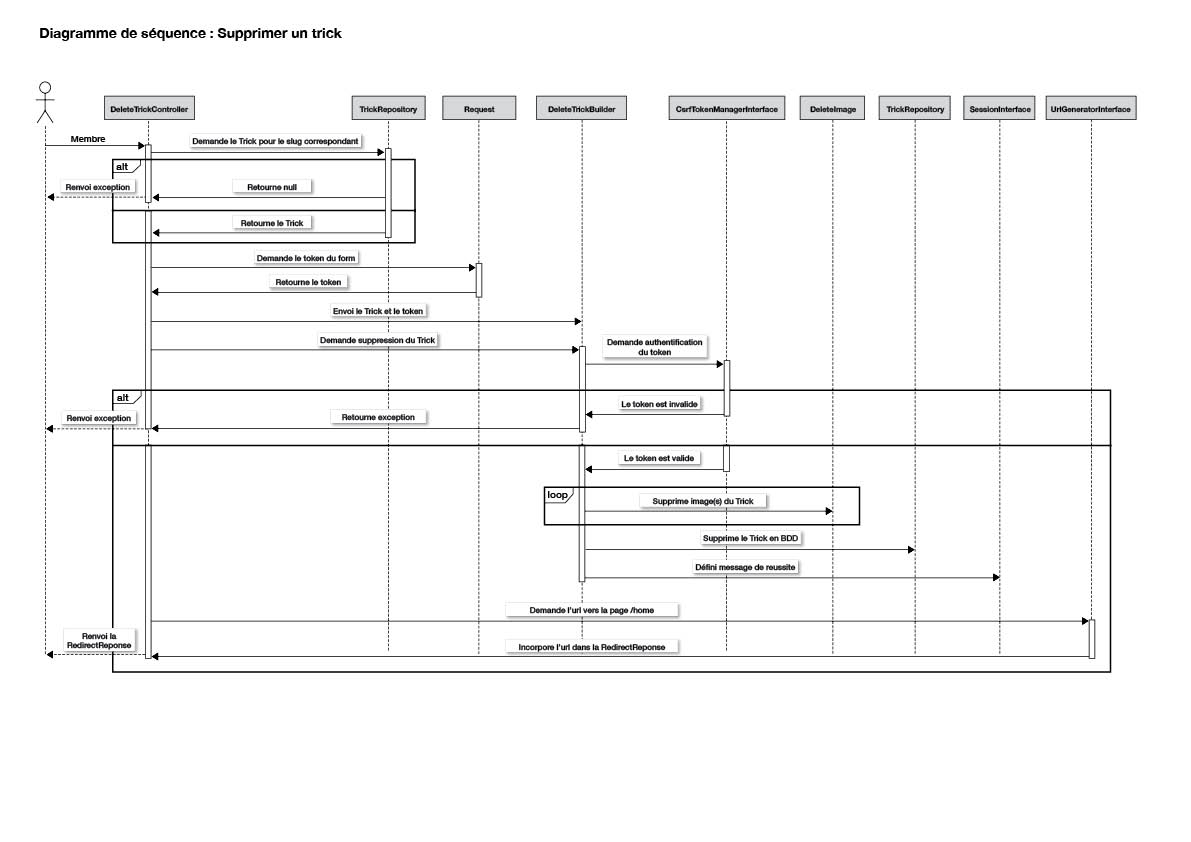 Diagramme de séquence : Supprimer un trick
DeleteTrickController
TrickRepository
Request
DeleteTrickBuilder
CsrfTokenManagerInterface
DeleteImage
TrickRepository
SessionInterface
UrlGeneratorInterface
Membre
Demande le Trick pour le slug correspondant
alt
Renvoi exception
Retourne null
Retourne le Trick
Demande le token du form
Retourne le token
Envoi le Trick et le token
Demande suppression du Trick
Demande authentification
du token
alt
Le token est invalide
Renvoi exception
Retourne exception
Le token est valide
loop
Supprime image(s) du Trick
Supprime le Trick en BDD
Défini message de reussite
Demande l'url vers la page /home
Renvoi la
RedirectReponse
Incorpore l'url dans la RedirectReponse